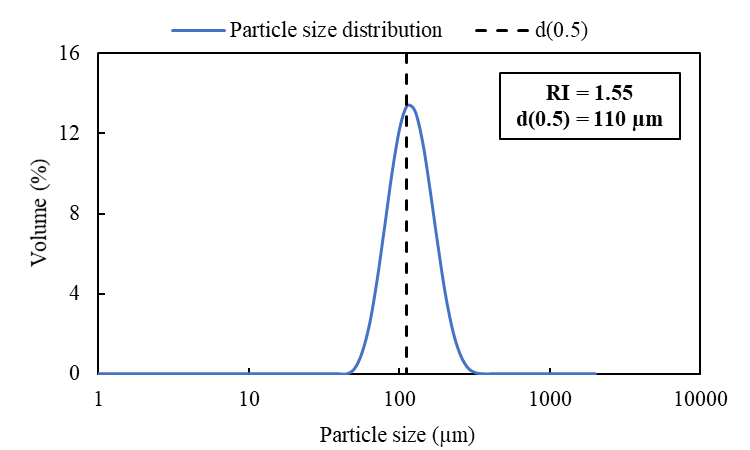 Particle size distribution
d(0.5)
RI = 1.55
d(0.5) = 110 µm
Volume (%)
16
12
8
4
0
1
10
100
1000
10000
Particle size (µm)